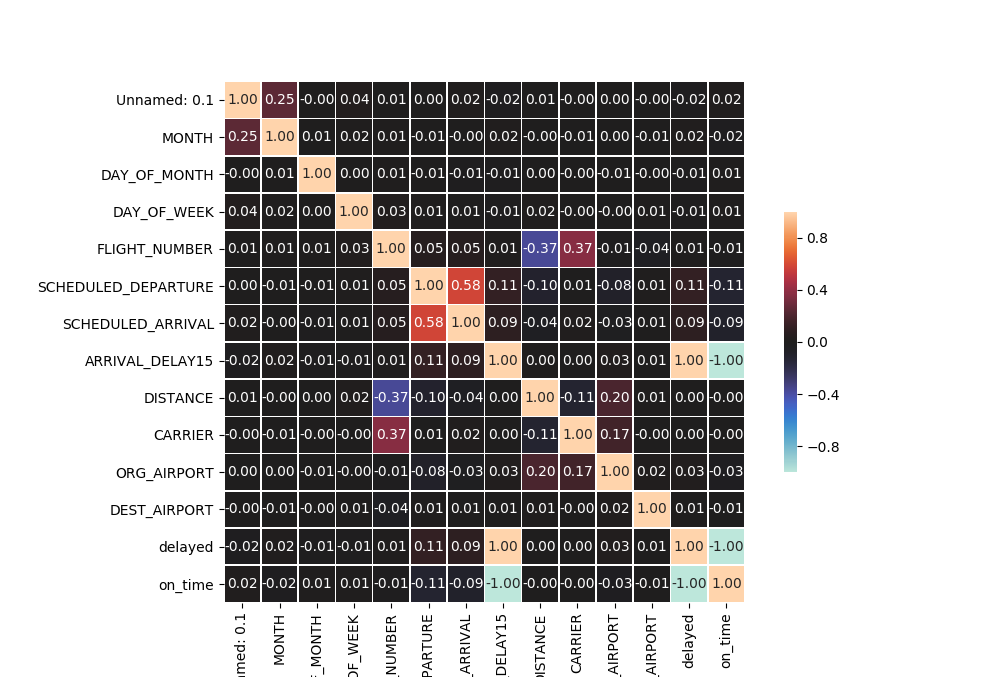 Unnamed: 0.1 1.00 0.25 -0.00 0.04 0.01 0.00 0.02 -0.02 0.01 -0.00 0.00 -0.00 -0.02 0.02
MONTH 0.25 1.00 0.01 0.02 0.01 -0.01 -0.00 0.02 -0.00 -0.01 0.00 -0.01 0.02 -0.02
DAY_OF_MONTH -0.00 0.01 1.00 0.00 0.01 -0.01 -0.01 -0.01 0.00 -0.00 -0.01 -0.00 -0.01 0.01
DAY_OF_WEEK 0.04 0.02 0.00 1.00 0.03 0.01 0.01 -0.01 0.02 -0.00 -0.00 0.01 -0.01 0.01
FLIGHT_NUMBER 0.01 0.01 0.01 0.03 1.00 0.05 0.05 0.01 -0.37 0.37 -0.01 -0.04 0.01 -0.01
0.8
SCHEDULED_DEPARTURE 0.00 -0.01 -0.01 0.01 0.05 1.00 0.58 0.11 -0.10 0.01 -0.08 0.01 0.11 -0.11
0.4
SCHEDULED_ARRIVAL 0.02 -0.00 -0.01 0.01 0.05 0.58 1.00 0.09 -0.04 0.02 -0.03 0.01 0.09 -0.09
0.0
ARRIVAL_DELAY15 -0.02 0.02 -0.01 -0.01 0.01 0.11 0.09 1.00 0.00 0.00 0.03 0.01 1.00 -1.00
DISTANCE 0.01 -0.00 0.00 0.02 -0.37 -0.10 -0.04 0.00 1.00 -0.11 0.20 0.01 0.00 -0.00
−0.4
CARRIER -0.00 -0.01 -0.00 -0.00 0.37 0.01 0.02 0.00 -0.11 1.00 0.17 -0.00 0.00 -0.00
−0.8
ORG_AIRPORT 0.00 0.00 -0.01 -0.00 -0.01 -0.08 -0.03 0.03 0.20 0.17 1.00 0.02 0.03 -0.03
DEST_AIRPORT -0.00 -0.01 -0.00 0.01 -0.04 0.01 0.01 0.01 0.01 -0.00 0.02 1.00 0.01 -0.01
delayed -0.02 0.02 -0.01 -0.01 0.01 0.11 0.09 1.00 0.00 0.00 0.03 0.01 1.00 -1.00
on_time 0.02 -0.02 0.01 0.01 -0.01 -0.11 -0.09 -1.00 -0.00 -0.00 -0.03 -0.01 -1.00 1.00
named: 0.1
MONTH
F_MONTH
OF_WEEK
_NUMBER
PARTURE
_ARRIVAL
_DELAY15
DISTANCE
CARRIER
_AIRPORT
_AIRPORT
delayed
on_time